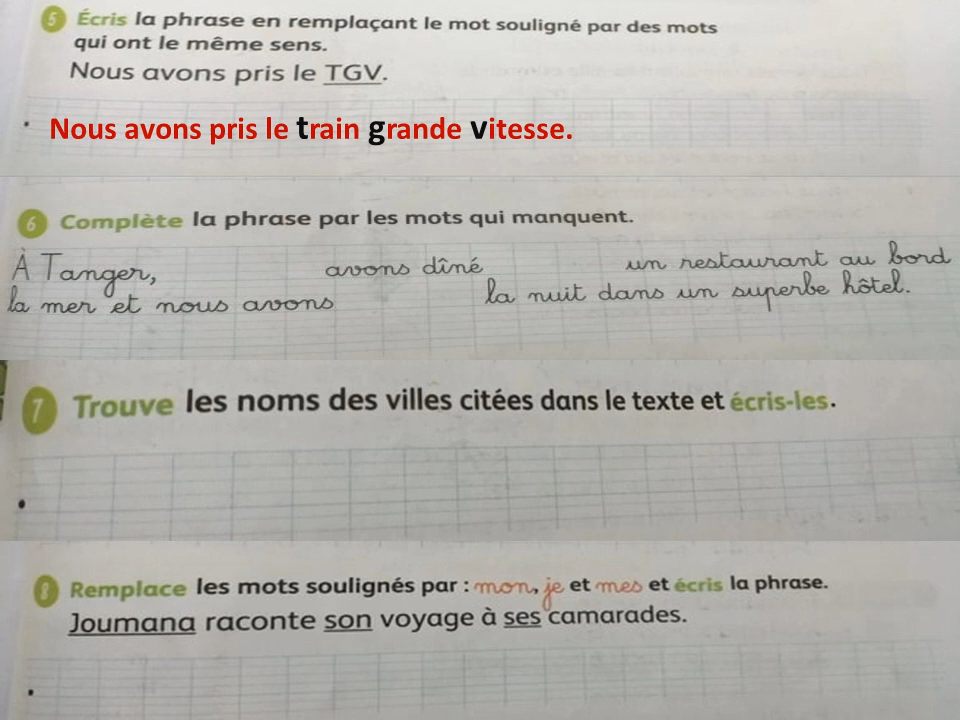 5 Écris la phrase en remplaçant le mot souligné par des mots
qui ont le même sens.
Nous avons pris le TGV.
• Nous avons pris le train grande vitesse.
6 Complète la phrase par les mots qui manquent.
À Tanger, avons dîné un restaurant au bord
la mer et nous avons la nuit dans un superbe hôtel.
7 Trouve les noms des villes citées dans le texte et écris-les.
•
8 Remplace les mots soulignés par : mon, je et mes et écris la phrase.
Joumana raconte son voyage à ses camarades.
•